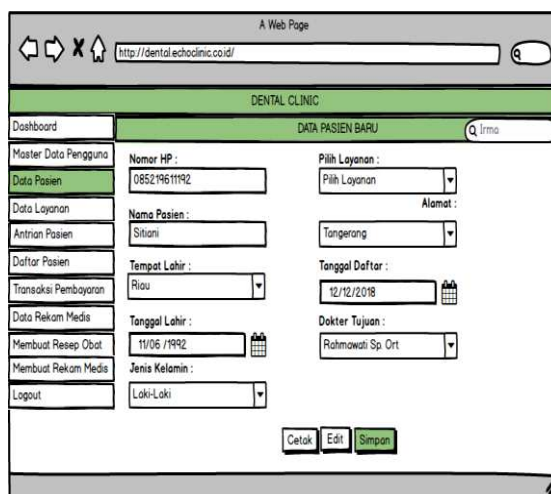 A Web Page
http://dental.echoclinic.co.id/
DENTAL CLINIC
Dashboard
Master Data Pengguna
Data Pasien
Data Layanan
Antrian Pasien
Daftar Pasien
Transaksi Pembayaran
Data Rekam Medis
Membuat Resep Obat
Membuat Rekam Medis
Logout
DATA PASIEN BARU
Irma
Nomor HP :
085219611192
Nama Pasien :
Sitiani
Tempat Lahir :
Riau
Tanggal Lahir :
11/06 /1992
Jenis Kelamin :
Laki-Laki
Pilih Layanan :
Pilih Layanan
Alamat :
Tangerang
Tanggal Daftar :
12/12/2018
Dokter Tujuan :
Rahmawati Sp. Ort
Cetak
Edit
Simpan